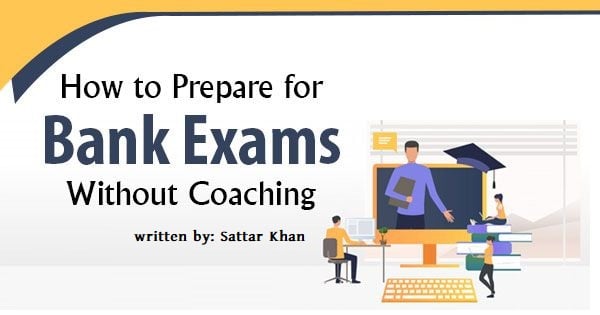 How to Prepare for
Bank Exams
Without Coaching
written by: Sattar Khan